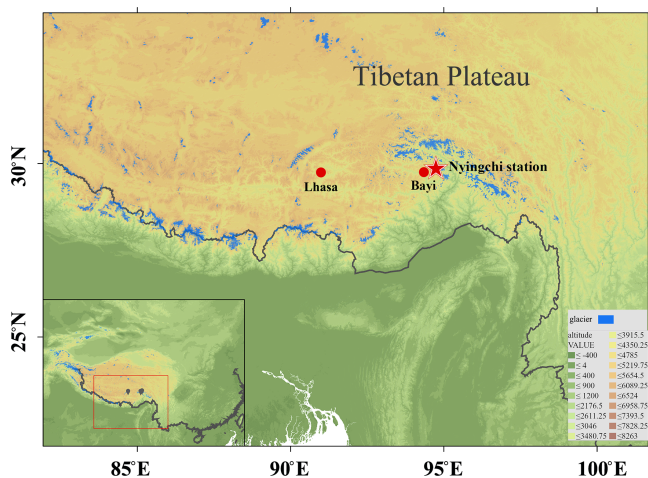 Tibetan Plateau
30°N
Nyingchi station
Lhasa
Bayi
25°N
glacier
altitude
VALUE
≤ -400
≤ 4
≤ 400
≤ 900
≤ 1200
≤2176.5
≤2611.25
≤3046
≤3480.75
≤3915.5
≤4350.25
≤4785
≤5219.75
≤5654.5
≤6089.25
≤6524
≤6958.75
≤7393.5
≤7828.25
≤8263
85°E
90°E
95°E
100°E